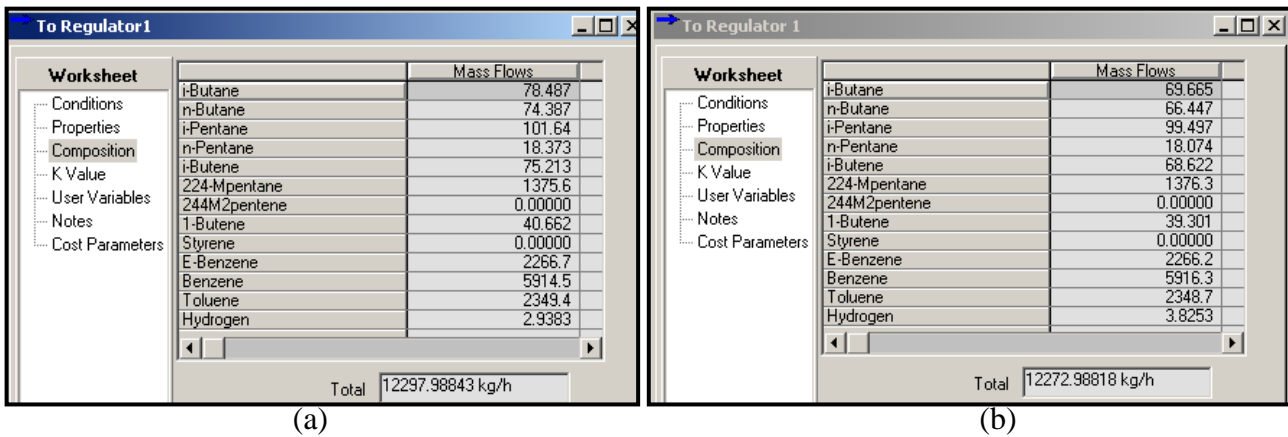 To Regulator1
Worksheet
Conditions
Properties
Composition
K Value
User Variables
Notes
Cost Parameters
Mass Flows
i-Butane 78.487
n-Butane 74.387
i-Pentane 101.64
n-Pentane 18.373
i-Butene 75.213
224-Mpentane 1375.6
244M2pentene 0.00000
1-Butene 40.662
Styrene 0.00000
E-Benzene 2266.7
Benzene 5914.5
Toluene 2349.4
Hydrogen 2.9383
Total 12297.98843 kg/h
(a)
To Regulator 1
Worksheet
Conditions
Properties
Composition
K Value
User Variables
Notes
Cost Parameters
Mass Flows
i-Butane 69.665
n-Butane 66.447
i-Pentane 99.497
n-Pentane 18.074
i-Butene 68.622
224-Mpentane 1376.3
244M2pentene 0.00000
1-Butene 39.301
Styrene 0.00000
E-Benzene 2266.2
Benzene 5916.3
Toluene 2348.7
Hydrogen 3.8253
Total 12272.98818 kg/h
(b)